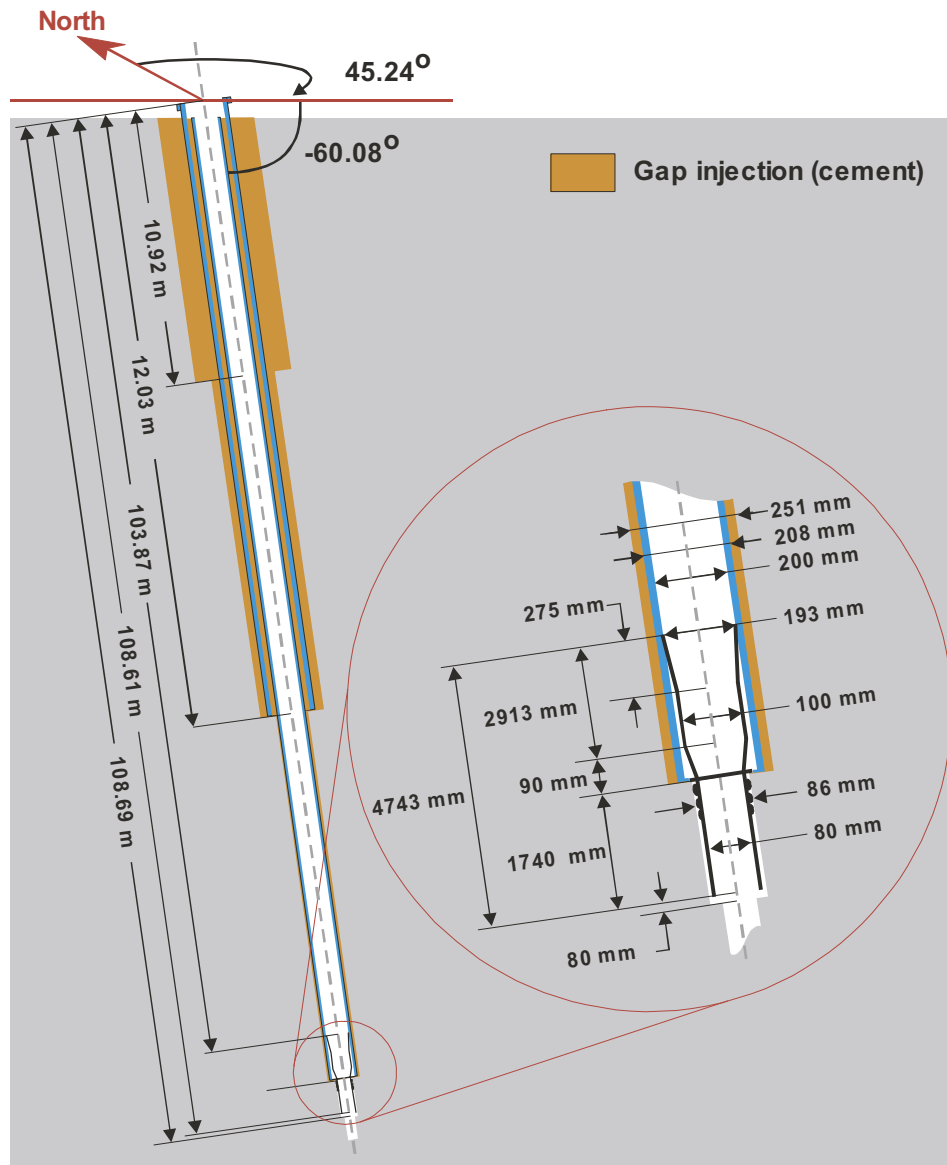 North
45.24°
-60.08°
Gap injection (cement)
10.92 m
12.03 m
103.87 m
108.61 m
108.69 m
251 mm
208 mm
200 mm
275 mm
193 mm
2913 mm
100 mm
90 mm
4743 mm
86 mm
1740 mm
80 mm
80 mm